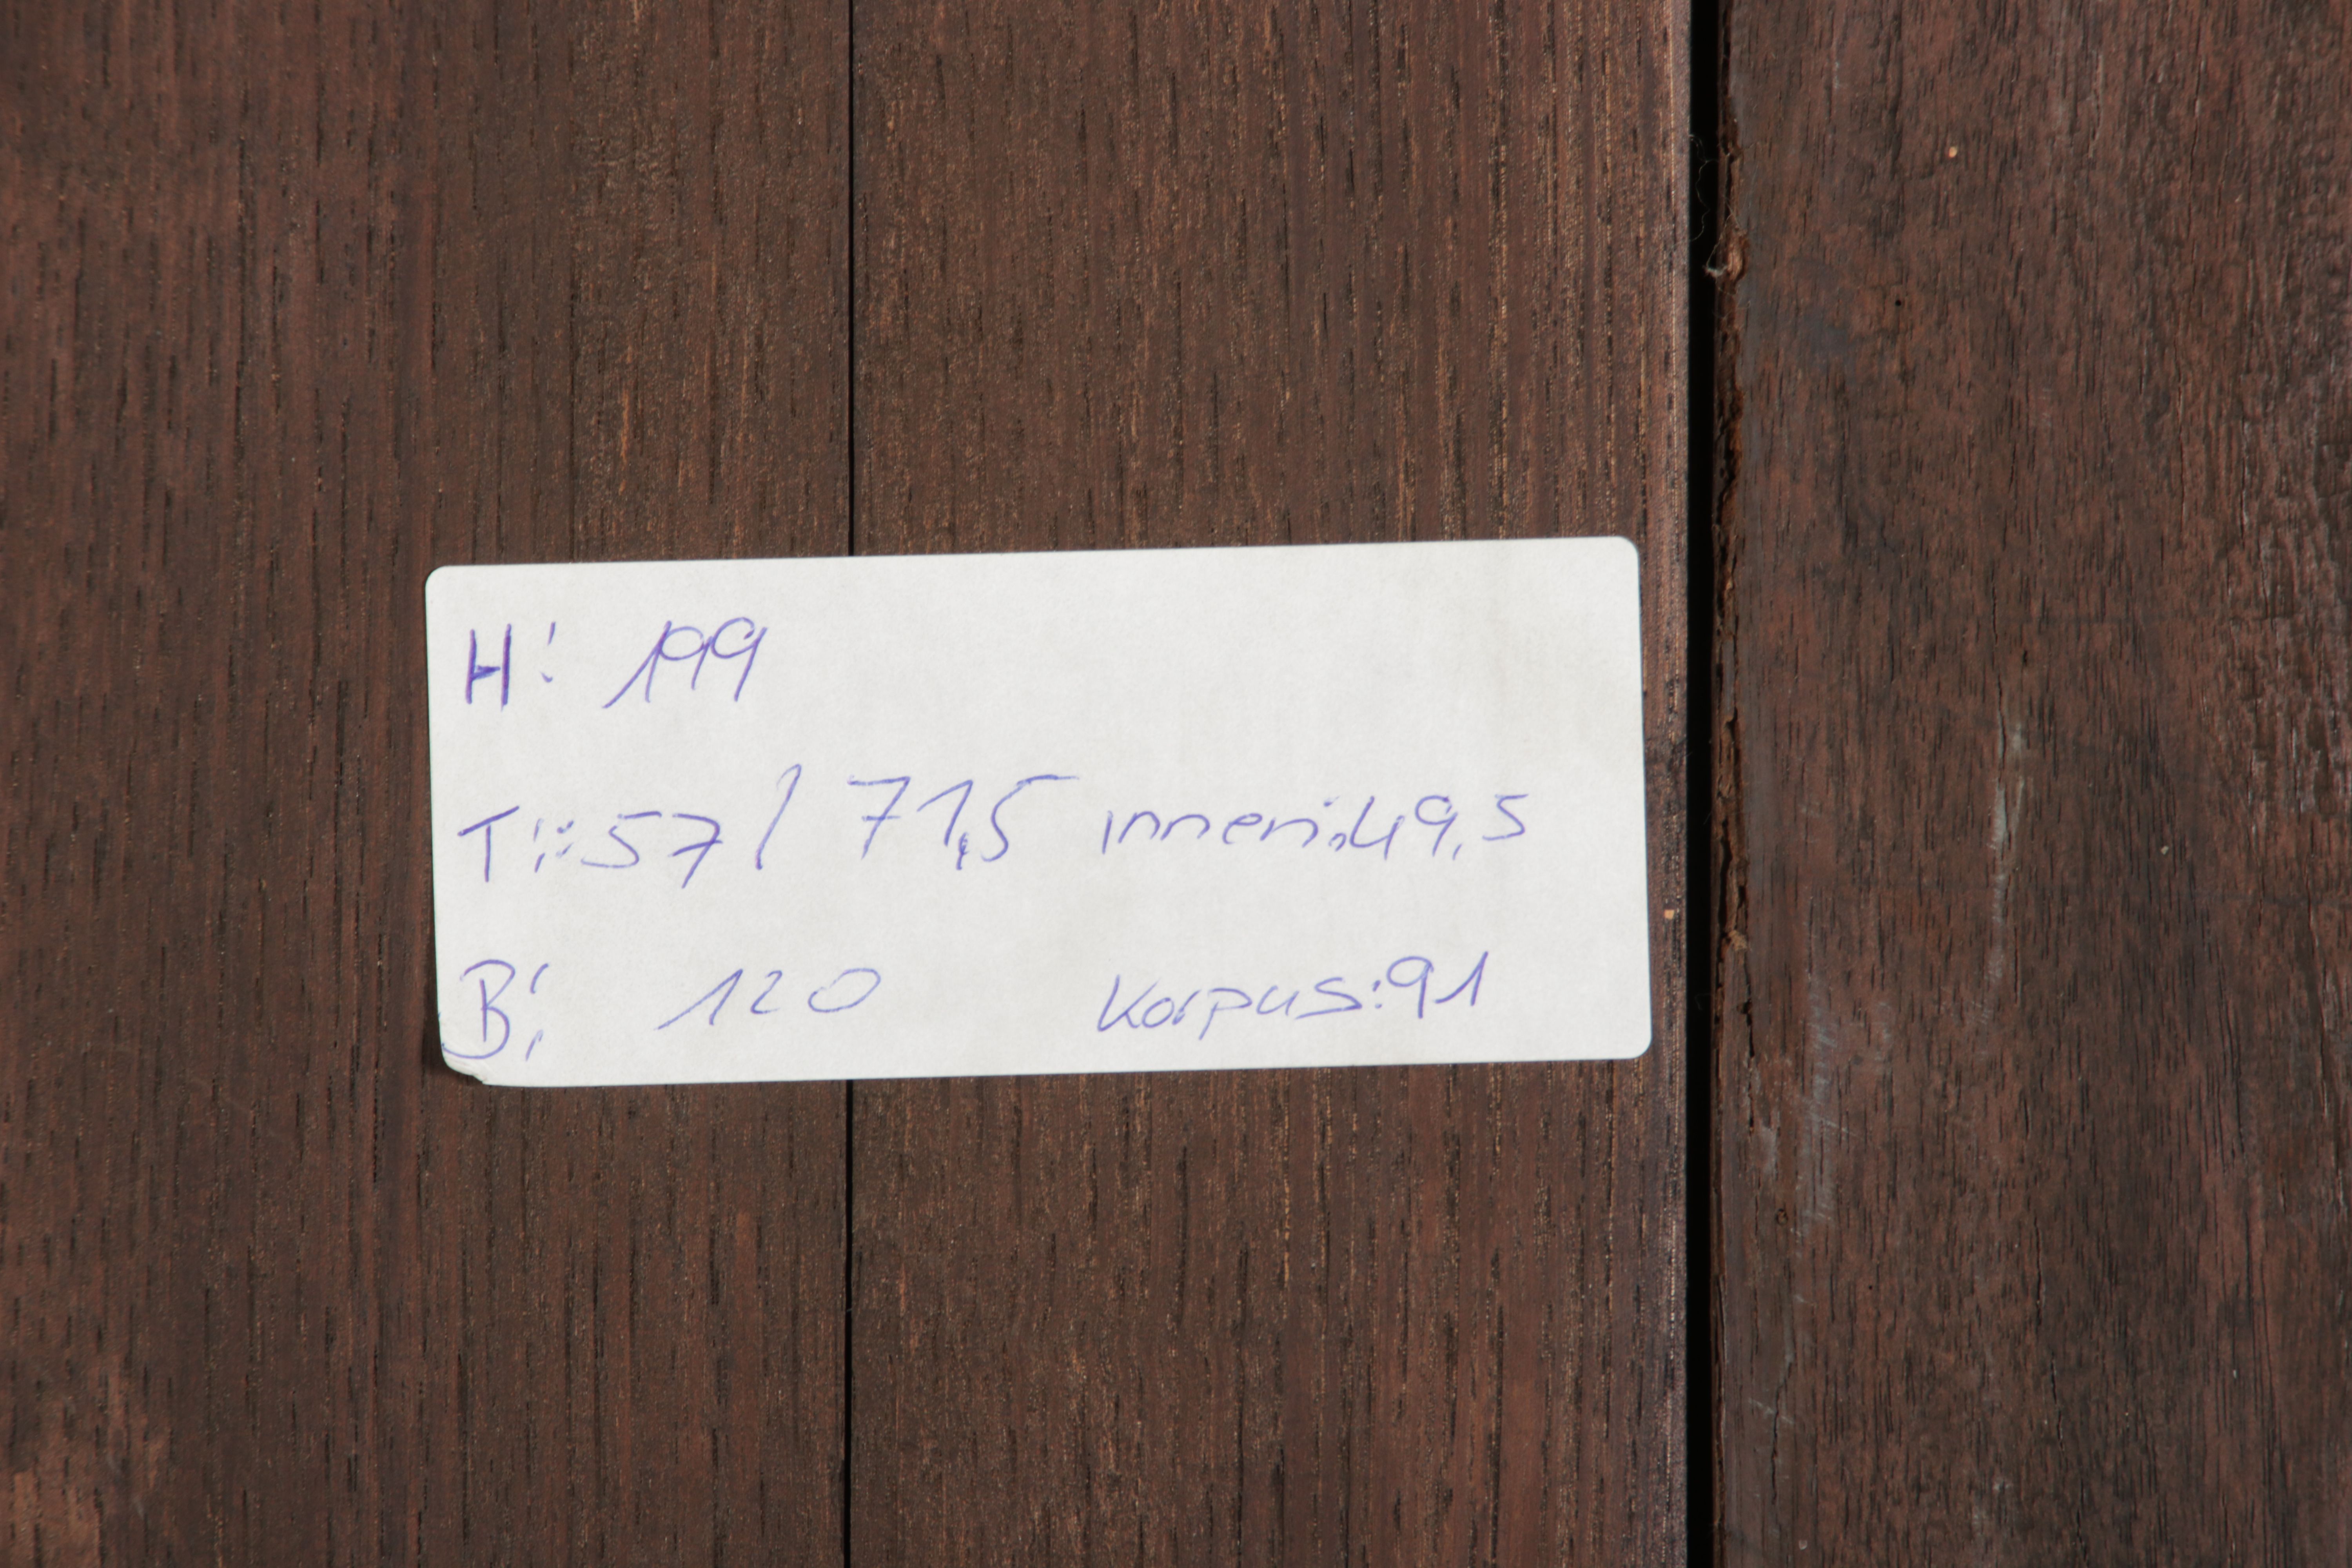 H: 199
T: 57 / 71,5 innen: 49,5
B: 120 Korpus: 91